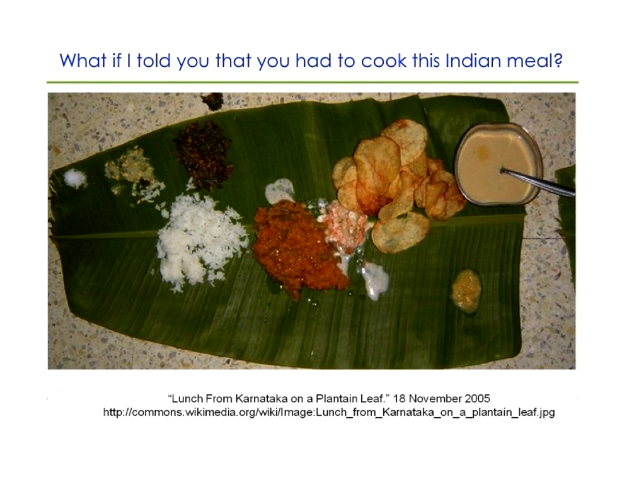 What if I told you that you had to cook this Indian meal?
“Lunch From Karnataka on a Plantain Leaf.” 18 November 2005
http://commons.wikimedia.org/wiki/Image:Lunch_from_Karnataka_on_a_plantain_leaf.jpg